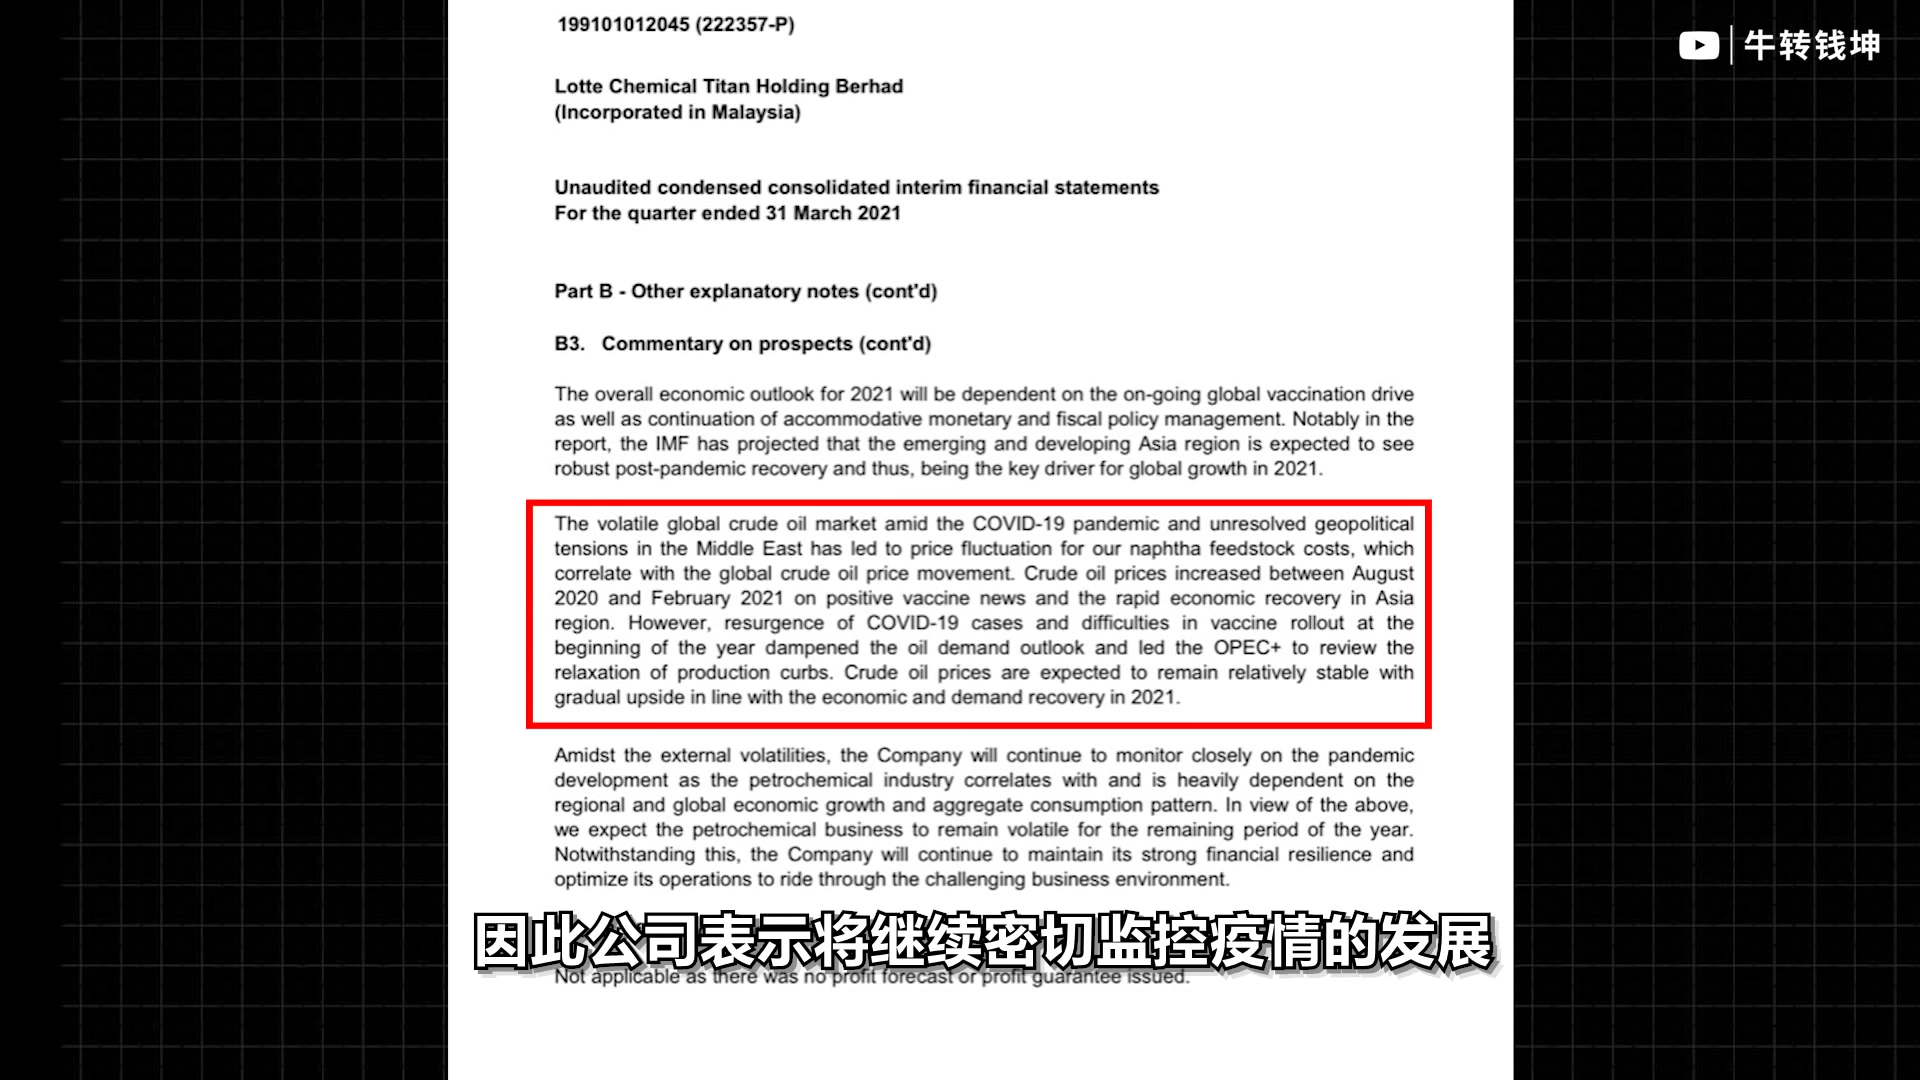 199101012045 (222357-P)
牛转钱坤
Lotte Chemical Titan Holding Berhad
(Incorporated in Malaysia)
Unaudited condensed consolidated interim financial statements
For the quarter ended 31 March 2021
Part B - Other explanatory notes (cont'd)
B3. Commentary on prospects (cont'd)
The overall economic outlook for 2021 will be dependent on the on-going global vaccination drive
as well as continuation of accommodative monetary and fiscal policy management. Notably in the
report, the IMF has projected that the emerging and developing Asia region is expected to see
robust post-pandemic recovery and thus, being the key driver for global growth in 2021.
The volatile global crude oil market amid the COVID-19 pandemic and unresolved geopolitical
tensions in the Middle East has led to price fluctuation for our naphtha feedstock costs, which
correlate with the global crude oil price movement. Crude oil prices increased between August
2020 and February 2021 on positive vaccine news and the rapid economic recovery in Asia
region. However, resurgence of COVID-19 cases and difficulties in vaccine rollout at the
beginning of the year dampened the oil demand outlook and led the OPEC+ to review the
relaxation of production curbs. Crude oil prices are expected to remain relatively stable with
gradual upside in line with the economic and demand recovery in 2021.
Amidst the external volatilities, the Company will continue to monitor closely on the pandemic
development as the petrochemical industry correlates with and is heavily dependent on the
regional and global economic growth and aggregate consumption pattern. In view of the above,
we expect the petrochemical business to remain volatile for the remaining period of the year.
Notwithstanding this, the Company will continue to maintain its strong financial resilience and
optimize its operations to ride through the challenging business environment.
因此公司表示将继续密切监控疫情的发展
Not applicable as there was no profit forecast or profit guarantee issued.